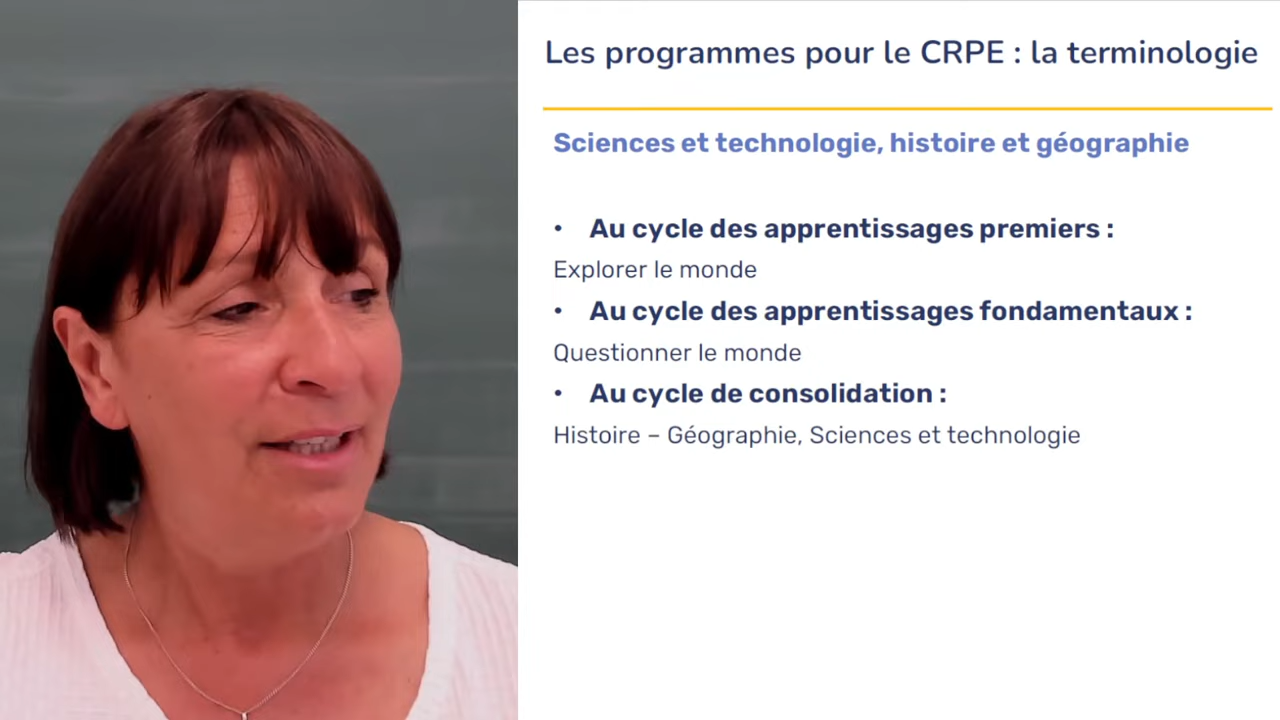 Les programmes pour le CRPE : la terminologie
Sciences et technologie, histoire et géographie
• Au cycle des apprentissages premiers :
Explorer le monde
• Au cycle des apprentissages fondamentaux :
Questionner le monde
• Au cycle de consolidation :
Histoire – Géographie, Sciences et technologie